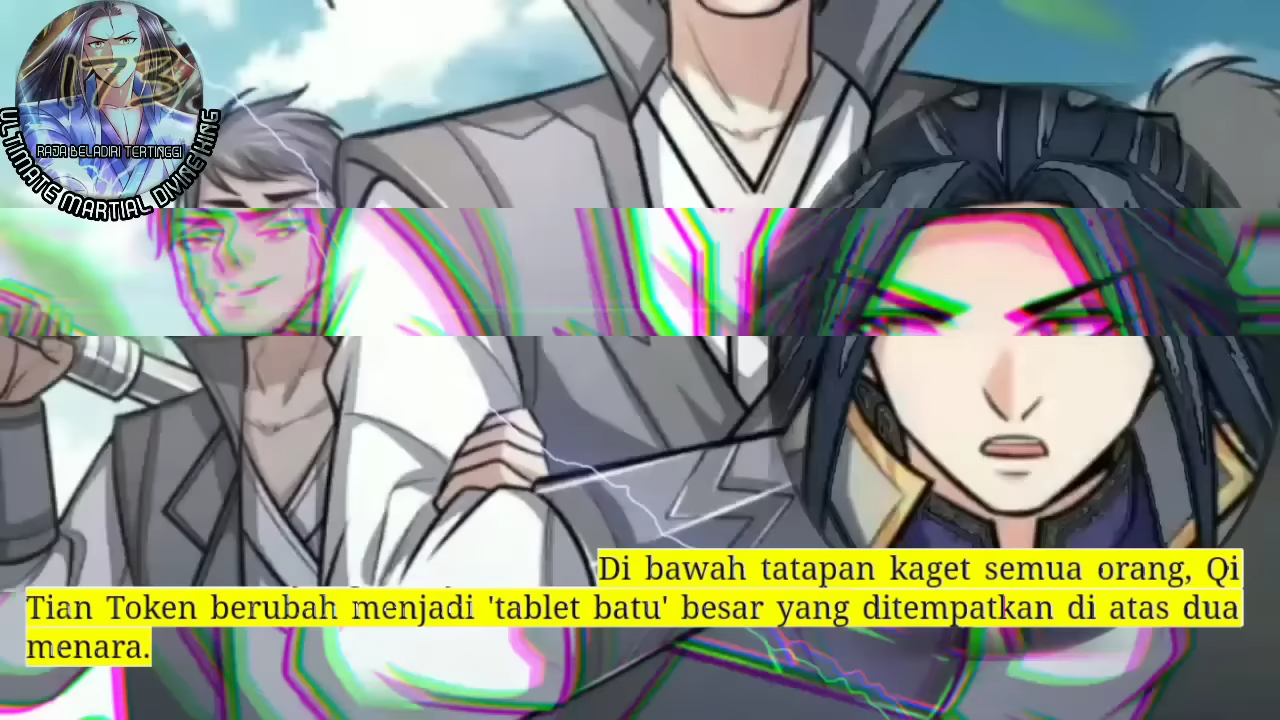 173
RAJA BELADIRI TERTINGGI
ULTIMATE MARTIAL DIVINE KING
Di bawah tatapan kaget semua orang, Qi
Tian Token berubah menjadi 'tablet batu' besar yang ditempatkan di atas dua
menara.